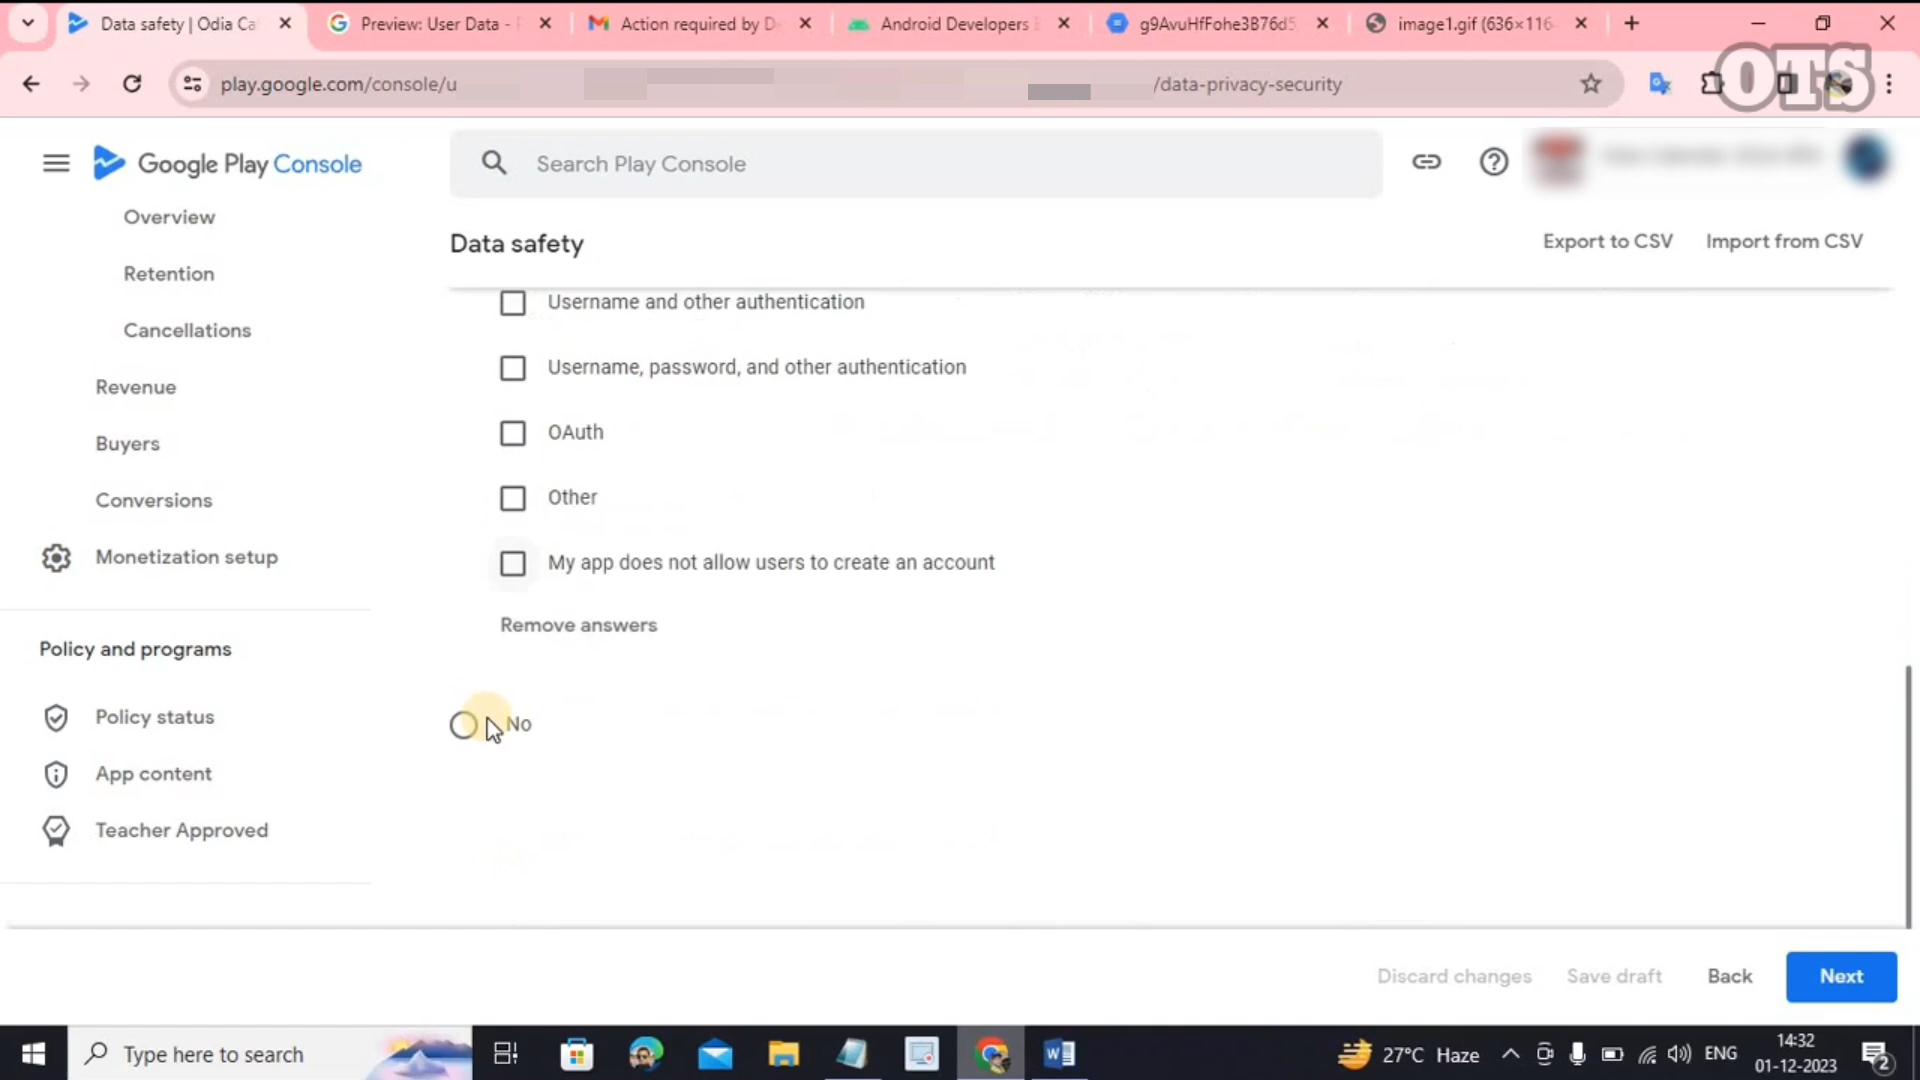 Data safety | Odia Ca
Preview: User Data -
Action required by D
Android Developers
g9AvuHfFohe3B76d5
image1.gif (636×116
play.google.com/console/u
/data-privacy-security
OTS
Google Play Console
Search Play Console
Overview
Retention
Cancellations
Revenue
Buyers
Conversions
Monetization setup
Policy and programs
Policy status
App content
Teacher Approved
Data safety
Export to CSV
Import from CSV
Username and other authentication
Username, password, and other authentication
OAuth
Other
My app does not allow users to create an account
Remove answers
No
Discard changes
Save draft
Back
Next
Type here to search
27°C Haze
ENG
14:32
01-12-2023
2